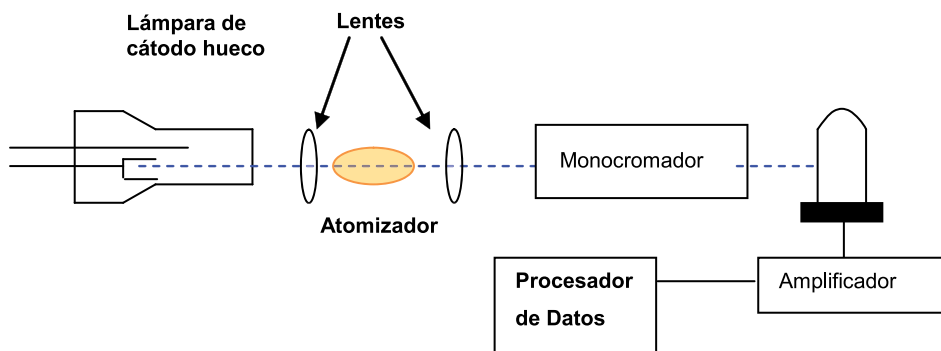 Lámpara de
cátodo hueco
Lentes
Atomizador
Monocromador
Amplificador
Procesador
de Datos